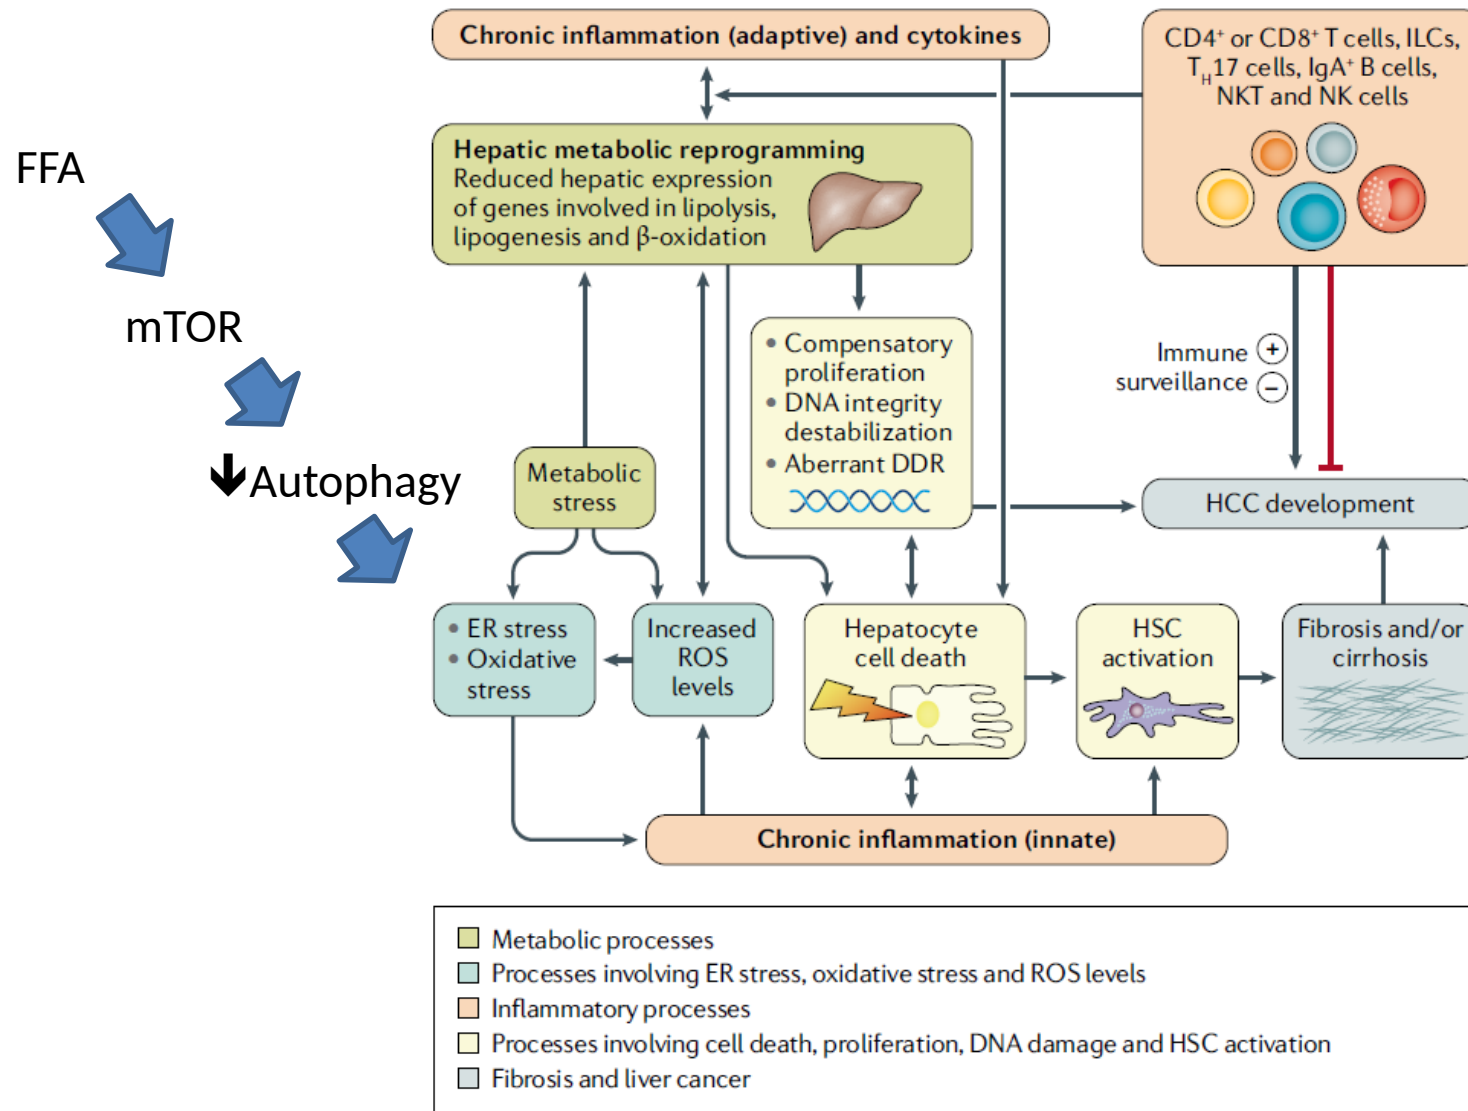 Chronic inflammation (adaptive) and cytokines
CD4⁺ or CD8⁺ T cells, ILCs,
T_H17 cells, IgA⁺ B cells,
NKT and NK cells
FFA
Hepatic metabolic reprogramming
Reduced hepatic expression
of genes involved in lipolysis,
lipogenesis and β-oxidation
mTOR
• Compensatory
proliferation
• DNA integrity
destabilization
• Aberrant DDR
Immune
surveillance
+
−
Autophagy
Metabolic
stress
HCC development
• ER stress
• Oxidative
stress
Increased
ROS
levels
Hepatocyte
cell death
HSC
activation
Fibrosis and/or
cirrhosis
Chronic inflammation (innate)
Metabolic processes
Processes involving ER stress, oxidative stress and ROS levels
Inflammatory processes
Processes involving cell death, proliferation, DNA damage and HSC activation
Fibrosis and liver cancer